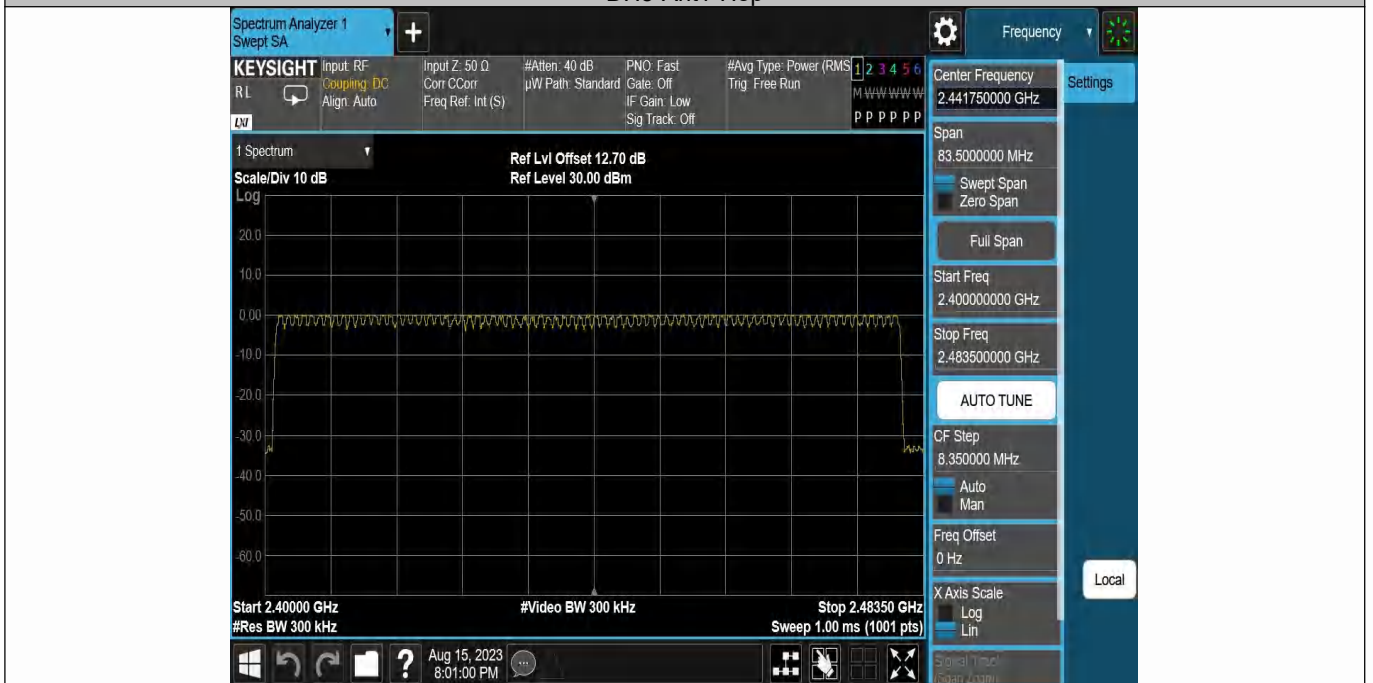 Spectrum Analyzer 1
Swept SA
+
Frequency
KEYSIGHT
RL
LXI
Input: RF
Coupling: DC
Align: Auto
Input Z: 50 Ω
Corr CCorr
Freq Ref: Int (S)
#Atten: 40 dB
µW Path: Standard
PNO: Fast
Gate: Off
IF Gain: Low
Sig Track: Off
#Avg Type: Power (RMS
Trig: Free Run
1 2 3 4 5 6
M W W W W W
P P P P P P
Center Frequency
2.441750000 GHz
Settings
1 Spectrum
Scale/Div 10 dB
Ref Lvl Offset 12.70 dB
Ref Level 30.00 dBm
Log
20.0
10.0
0.00
-10.0
-20.0
-30.0
-40.0
-50.0
-60.0
Start 2.40000 GHz
#Res BW 300 kHz
#Video BW 300 kHz
Stop 2.48350 GHz
Sweep 1.00 ms (1001 pts)
Span
83.5000000 MHz
Swept Span
Zero Span
Full Span
Start Freq
2.400000000 GHz
Stop Freq
2.483500000 GHz
AUTO TUNE
CF Step
8.350000 MHz
Auto
Man
Freq Offset
0 Hz
X Axis Scale
Log
Lin
Signal Track
(Span Zoom)
Local
?
Aug 15, 2023
8:01:00 PM